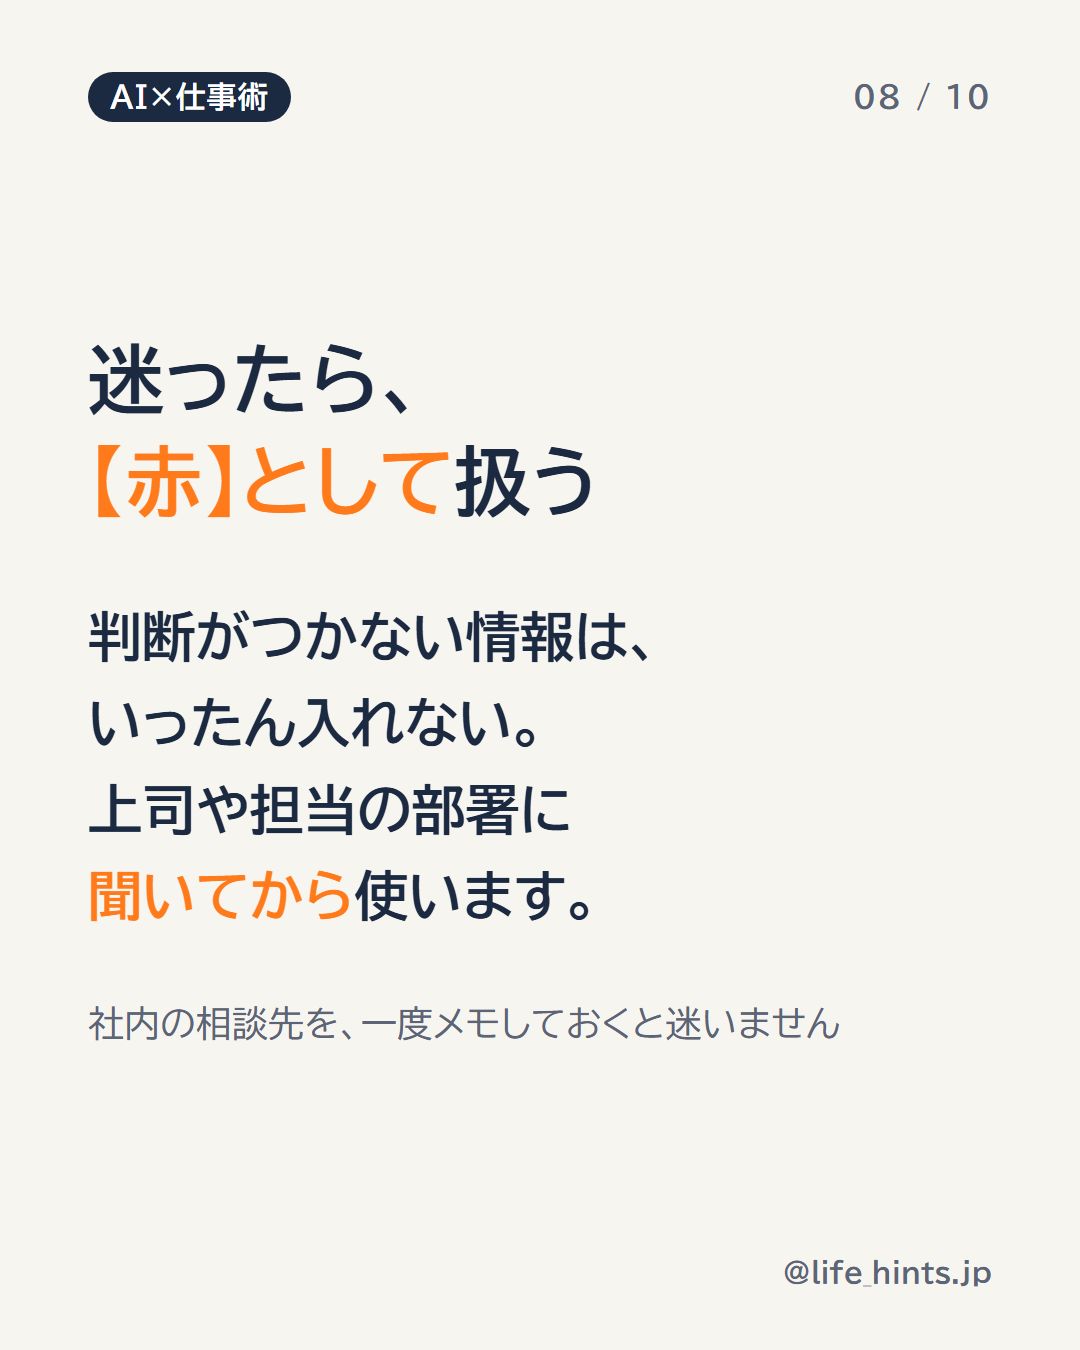 AI×仕事術
08 / 10
迷ったら、
【赤】として扱う
判断がつかない情報は、
いったん入れない。
上司や担当の部署に
聞いてから使います。
社内の相談先を、一度メモしておくと迷いません
@life_hints.jp